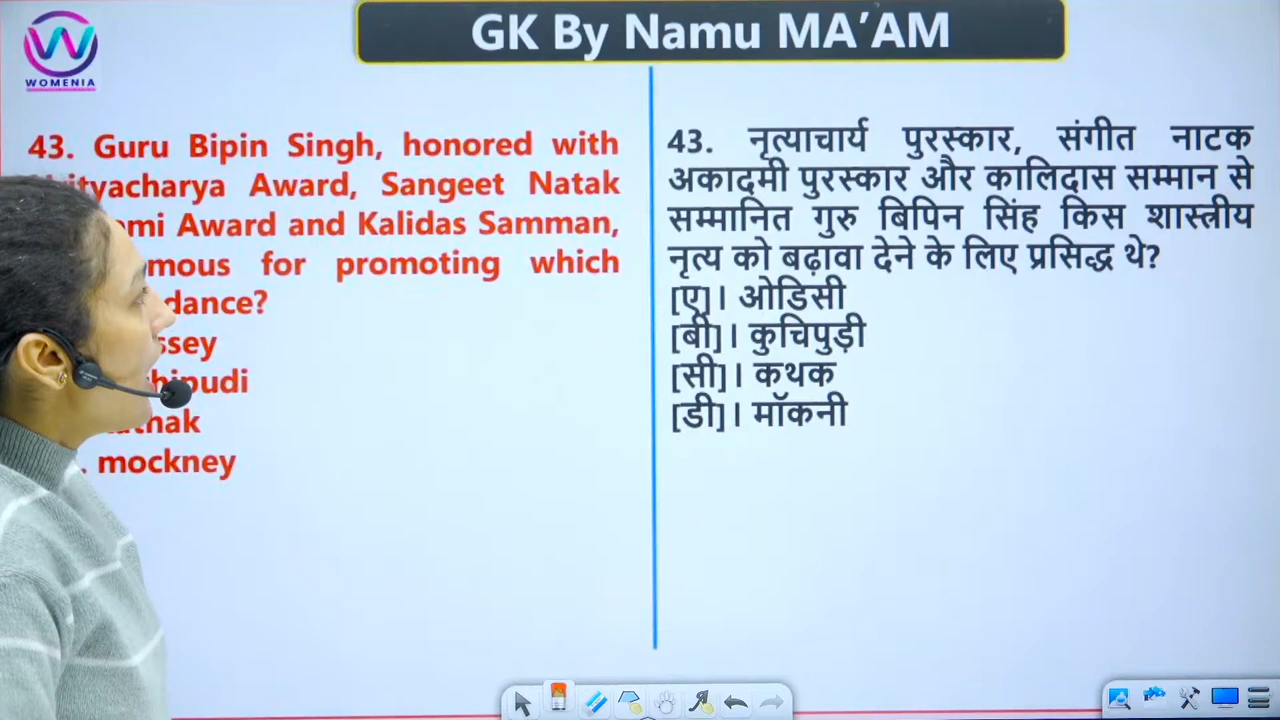 WOMENIA
GK By Namu MA’AM
43. Guru Bipin Singh, honored with
Award, Sangeet Natak
Award and Kalidas Samman,
for promoting which
dance?
mockney
43. नृत्याचार्य पुरस्कार, संगीत नाटक
अकादमी पुरस्कार और कालिदास सम्मान से
सम्मानित गुरु बिपिन सिंह किस शास्त्रीय
नृत्य को बढ़ावा देने के लिए प्रसिद्ध थे?
[ए]। ओडिसी
[बी]। कुचिपुड़ी
[सी]। कथक
[डी]। मॉकनी